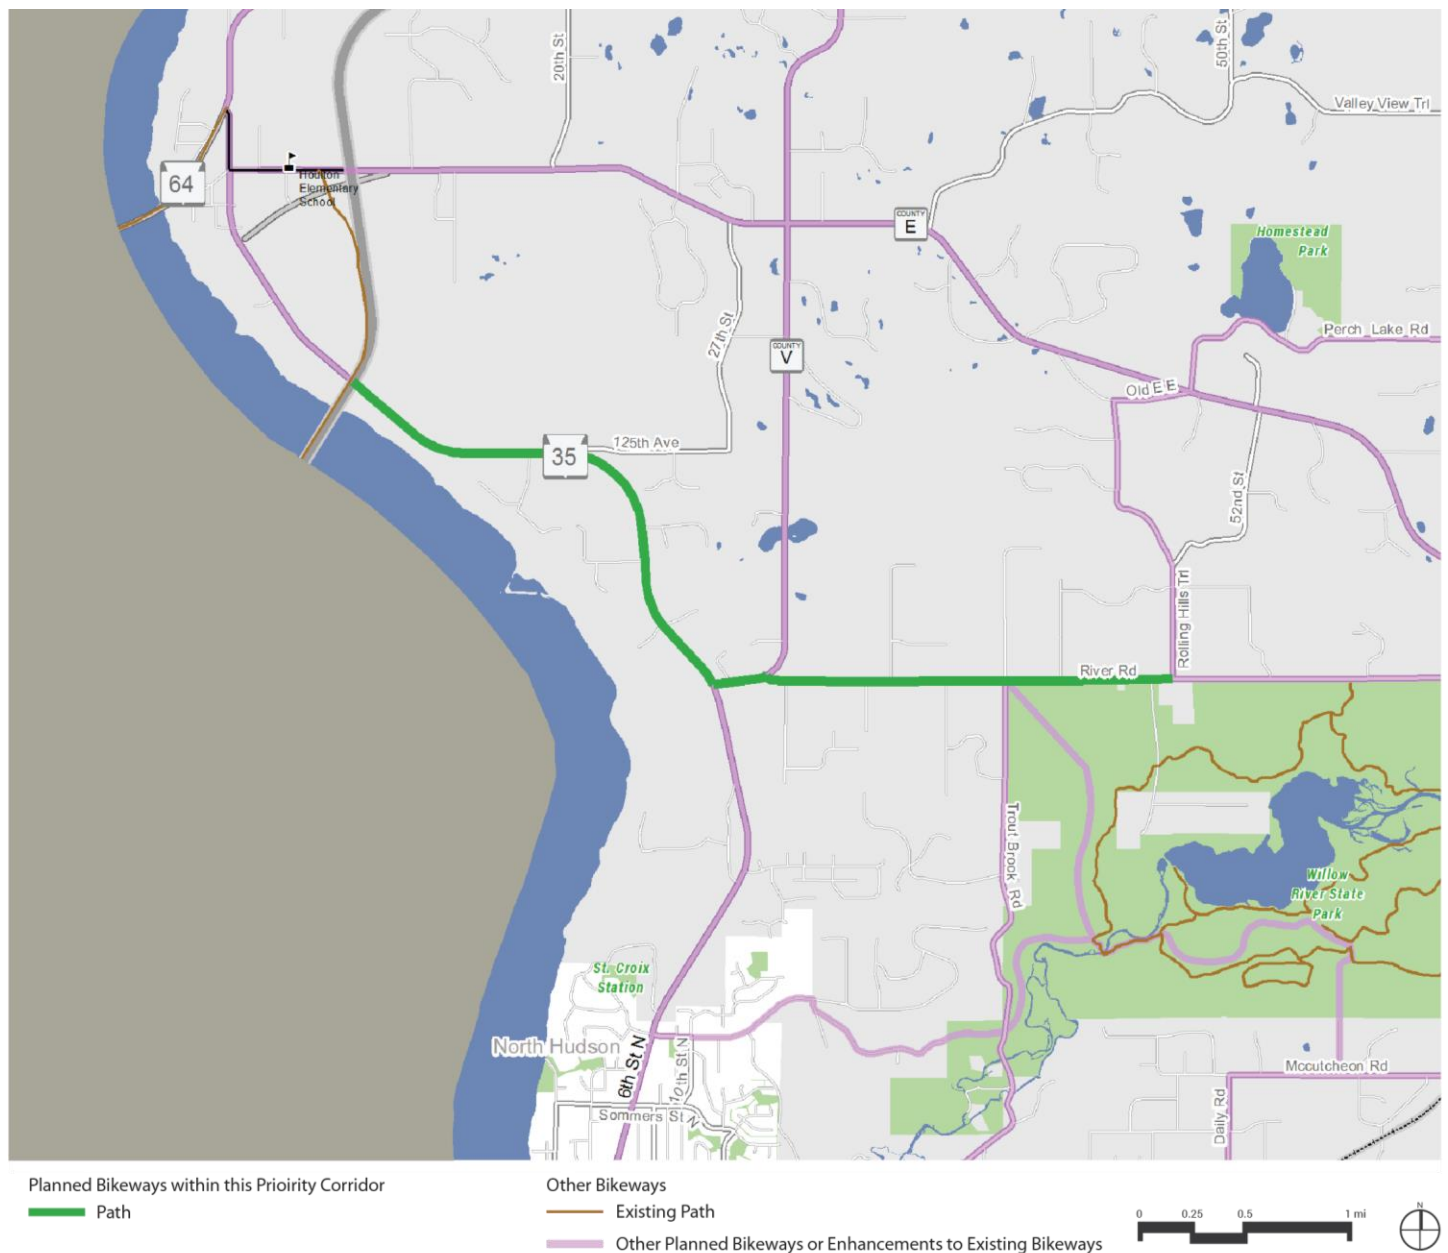 20th St
50th St
Valley View Trl
64
Houlton
Elementary
School
COUNTY
E
Homestead
Park
27th St
COUNTY
V
Perch Lake Rd
Old E E
125th Ave
35
52nd St
Rolling Hills Trl
River Rd
Trout Brook Rd
Willow
River State
Park
St. Croix
Station
North Hudson
6th St N
10th St N
Sommers St N
Mccutcheon Rd
Daily Rd
Planned Bikeways within this Prioirity Corridor
Path
Other Bikeways
Existing Path
Other Planned Bikeways or Enhancements to Existing Bikeways
0 0.25 0.5 1 mi
N